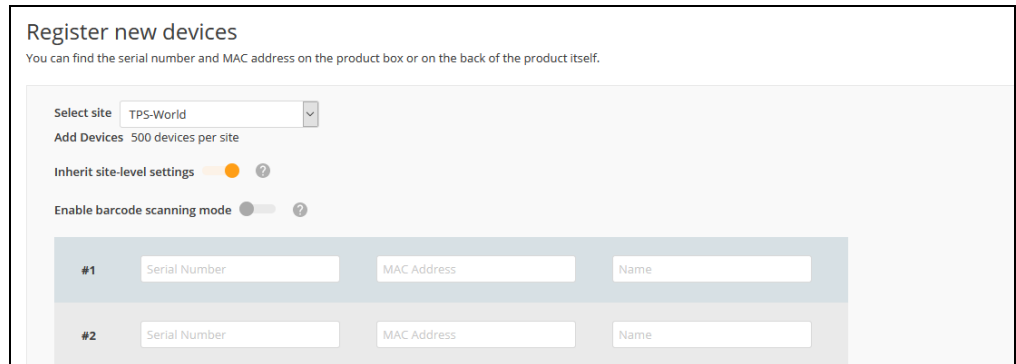 Register new devices
You can find the serial number and MAC address on the product box or on the back of the product itself.
Select site TPS-World
Add Devices 500 devices per site
Inherit site-level settings ?
Enable barcode scanning mode ?
#1 Serial Number MAC Address Name
#2 Serial Number MAC Address Name